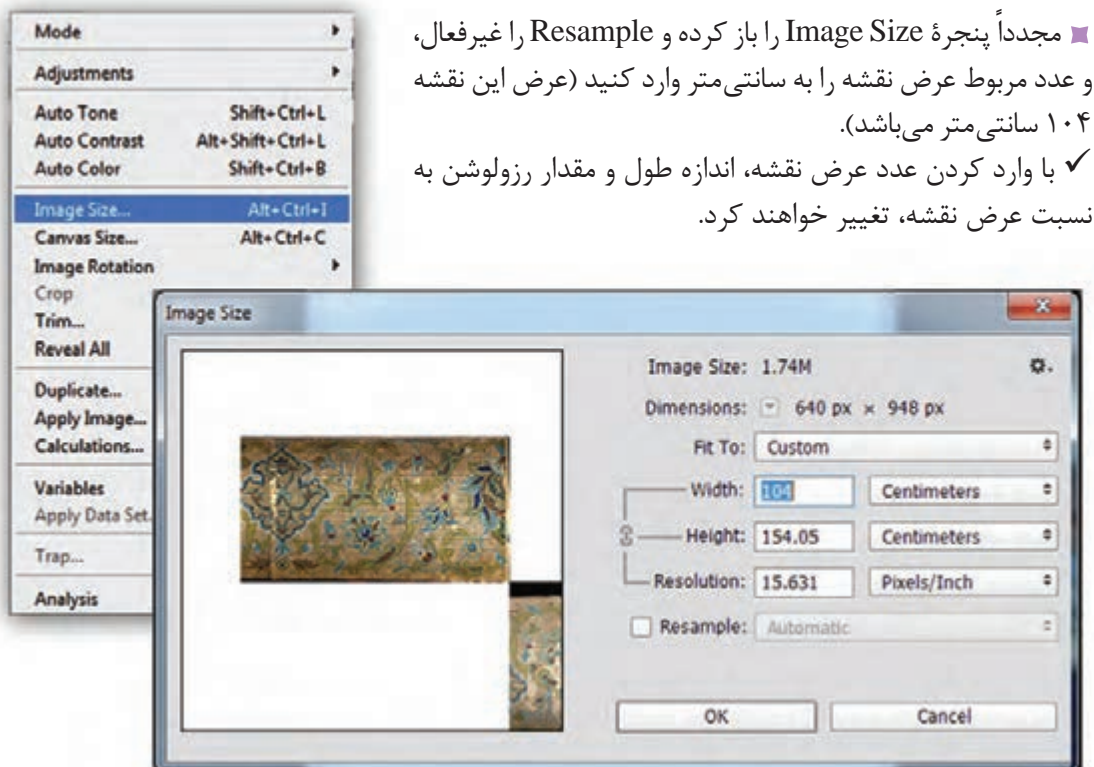 مجدداً پنجرهٔ Image Size را باز کرده و Resample را غیرفعال،
و عدد مربوط عرض نقشه را به سانتی‌متر وارد کنید (عرض این نقشه
۱۰۴ سانتی‌متر می‌باشد).
✓ با وارد کردن عدد عرض نقشه، اندازه طول و مقدار رزولوشن به
نسبت عرض نقشه، تغییر خواهند کرد.
Mode
Adjustments
Auto Tone Shift+Ctrl+L
Auto Contrast Alt+Shift+Ctrl+L
Auto Color Shift+Ctrl+B
Image Size... Alt+Ctrl+I
Canvas Size... Alt+Ctrl+C
Image Rotation
Crop
Trim...
Reveal All
Duplicate...
Apply Image...
Calculations...
Variables
Apply Data Set.
Trap...
Analysis
Image Size
Image Size: 1.74M
Dimensions: 640 px × 948 px
Fit To: Custom
Width: 104 Centimeters
Height: 154.05 Centimeters
Resolution: 15.631 Pixels/Inch
Resample: Automatic
OK Cancel